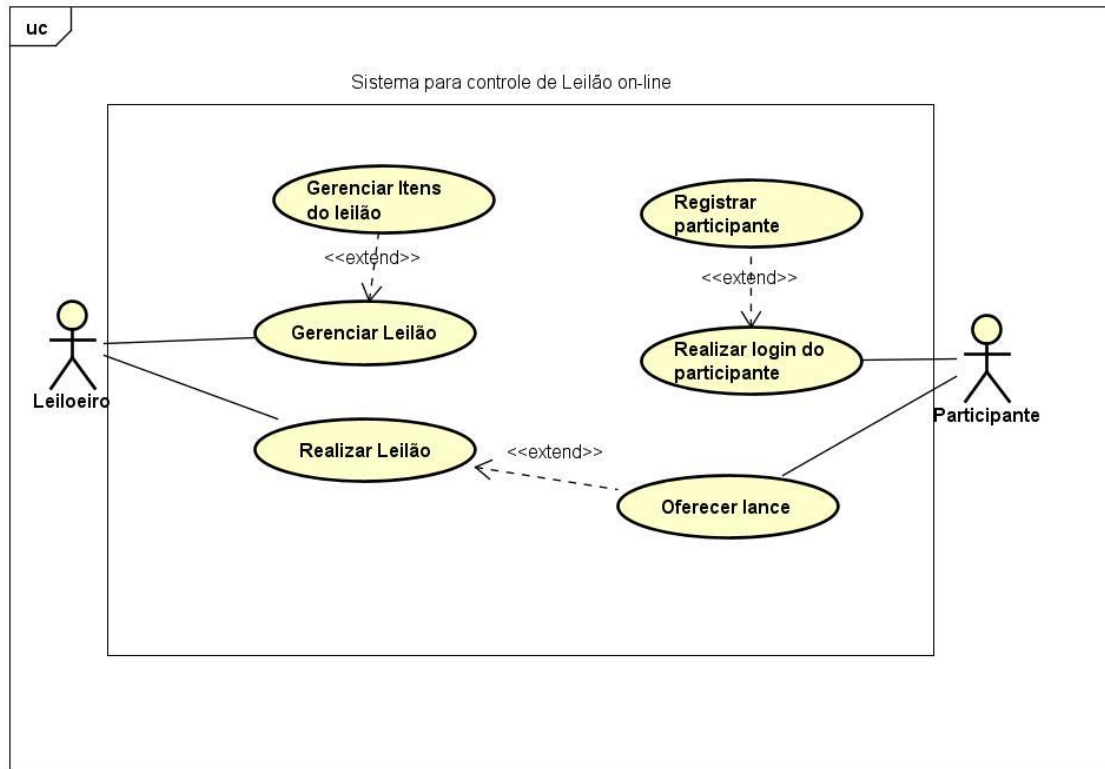 uc
Sistema para controle de Leilão on-line
Gerenciar Itens
do leilão
<<extend>>
Gerenciar Leilão
Leiloeiro
Realizar Leilão
<<extend>>
Registrar
participante
<<extend>>
Realizar login do
participante
Participante
Oferecer lance